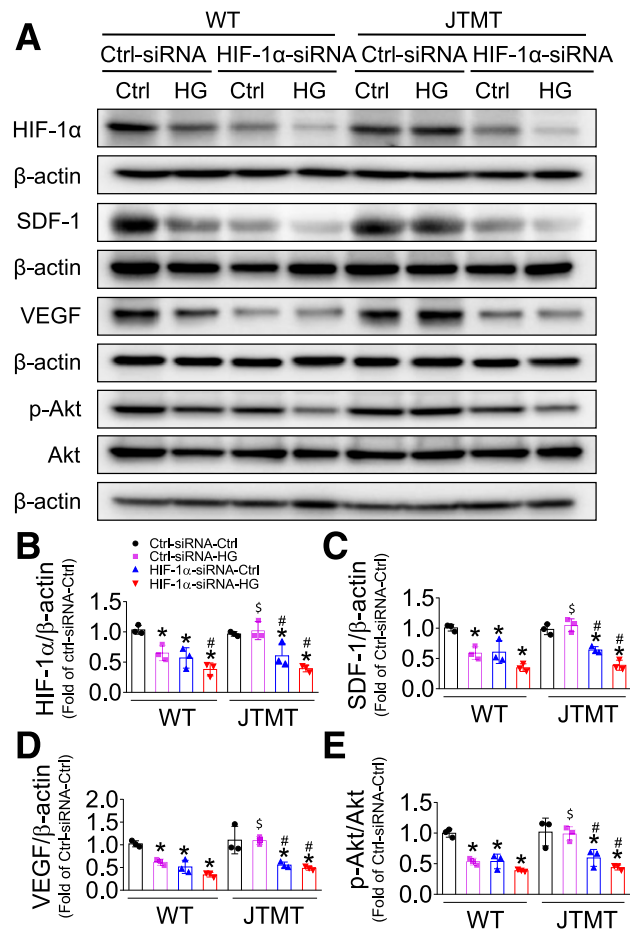 A
WT JTMT
Ctrl-siRNA HIF-1α-siRNA Ctrl-siRNA HIF-1α-siRNA
Ctrl HG Ctrl HG Ctrl HG Ctrl HG
HIF-1α
β-actin
SDF-1
β-actin
VEGF
β-actin
p-Akt
Akt
β-actin
B
Ctrl-siRNA-Ctrl
Ctrl-siRNA-HG
HIF-1α-siRNA-Ctrl
HIF-1α-siRNA-HG
HIF-1α/β-actin
(Fold of ctrl-siRNA-Ctrl)
1.5
1.0
0.5
0.0
* * # * $ # * # *
WT JTMT
C
SDF-1/β-actin
(Fold of Ctrl-siRNA-Ctrl)
1.5
1.0
0.5
0.0
* * * $ # * # *
WT JTMT
D
VEGF/β-actin
(Fold of Ctrl-siRNA-Ctrl)
2.0
1.5
1.0
0.5
0.0
* * * $ # * # *
WT JTMT
E
p-Akt/Akt
(Fold of Ctrl-siRNA-Ctrl)
1.5
1.0
0.5
0.0
* * * $ # * # *
WT JTMT